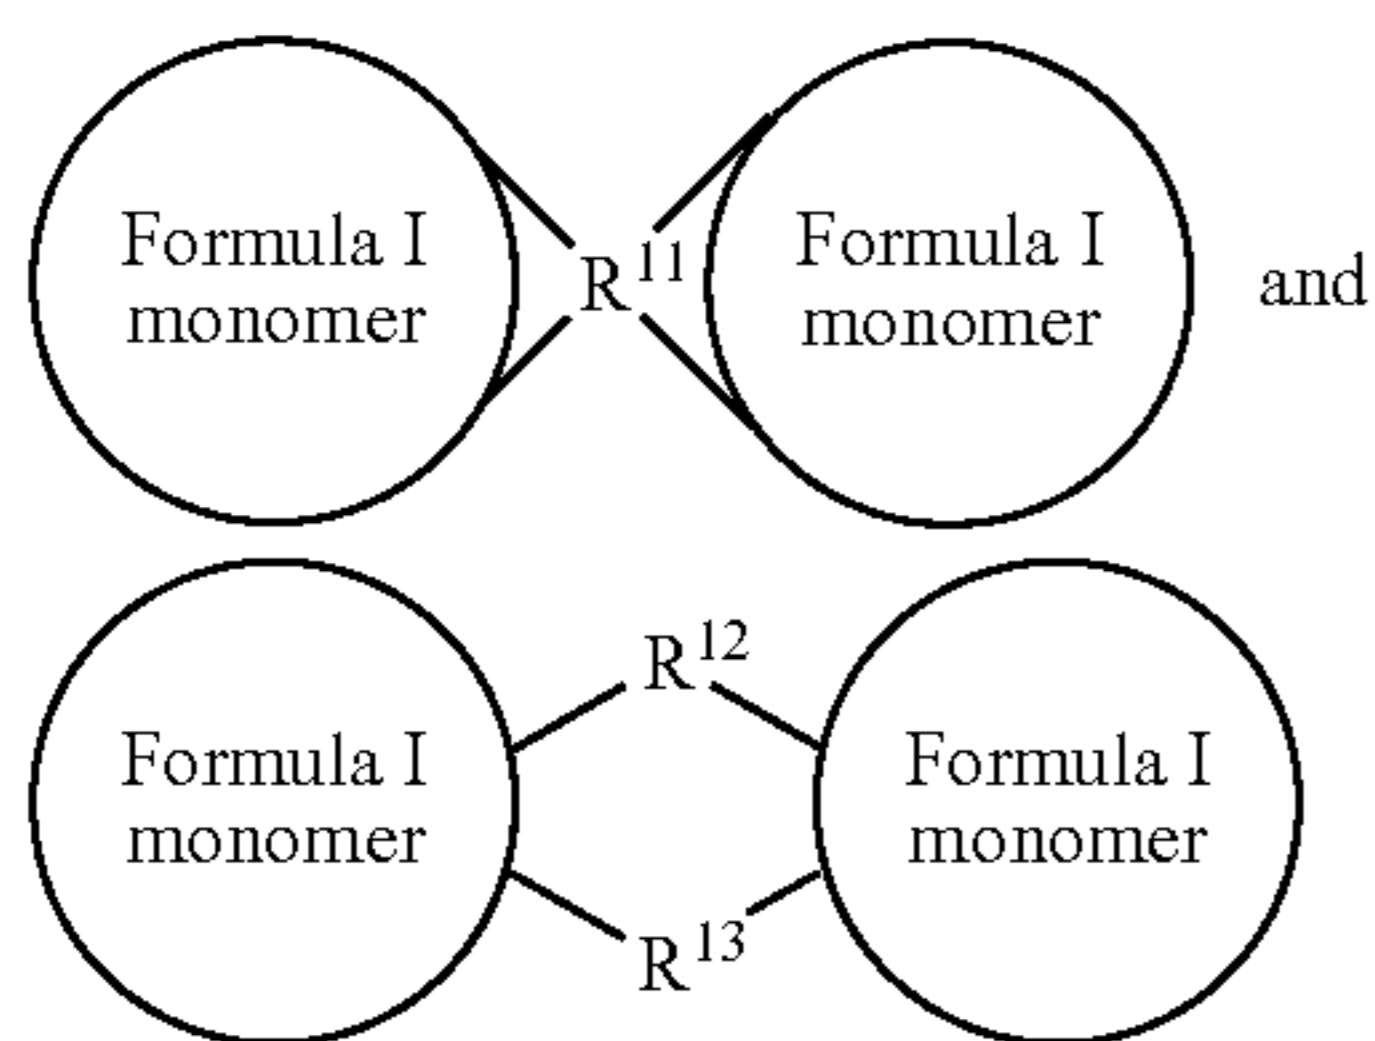 Formula I
monomer
R11
Formula I
monomer
and
Formula I
monomer
R12
R13
Formula I
monomer